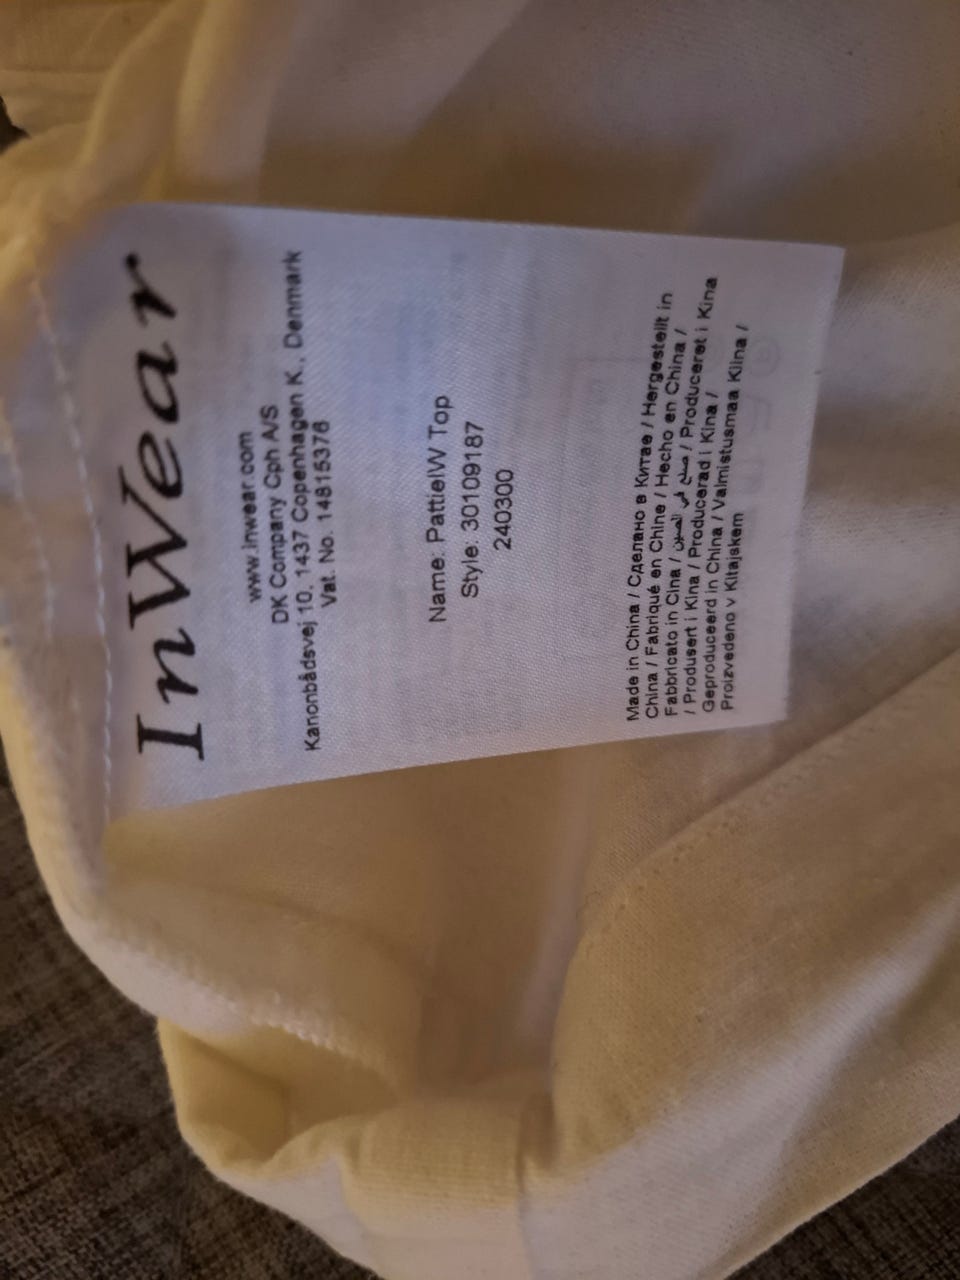 InWear
www.inwear.com
DK Company Cph A/S
Kanonbådsvej 10, 1437 Copenhagen K., Denmark
Vat. No. 14815376
Name: PattieIW Top
Style: 30109187
240300
Made in China / Сделано в Китае / Hergestellt in
China / Fabriqué en Chine / Hecho en China /
Fabbricato in Cina / صنع في الصين / Produceret i Kina
/ Produsert i Kina / Producerad i Kina /
Geproduceerd in China / Valmistusmaa Kiina /
Proizvedeno v Kitajskem